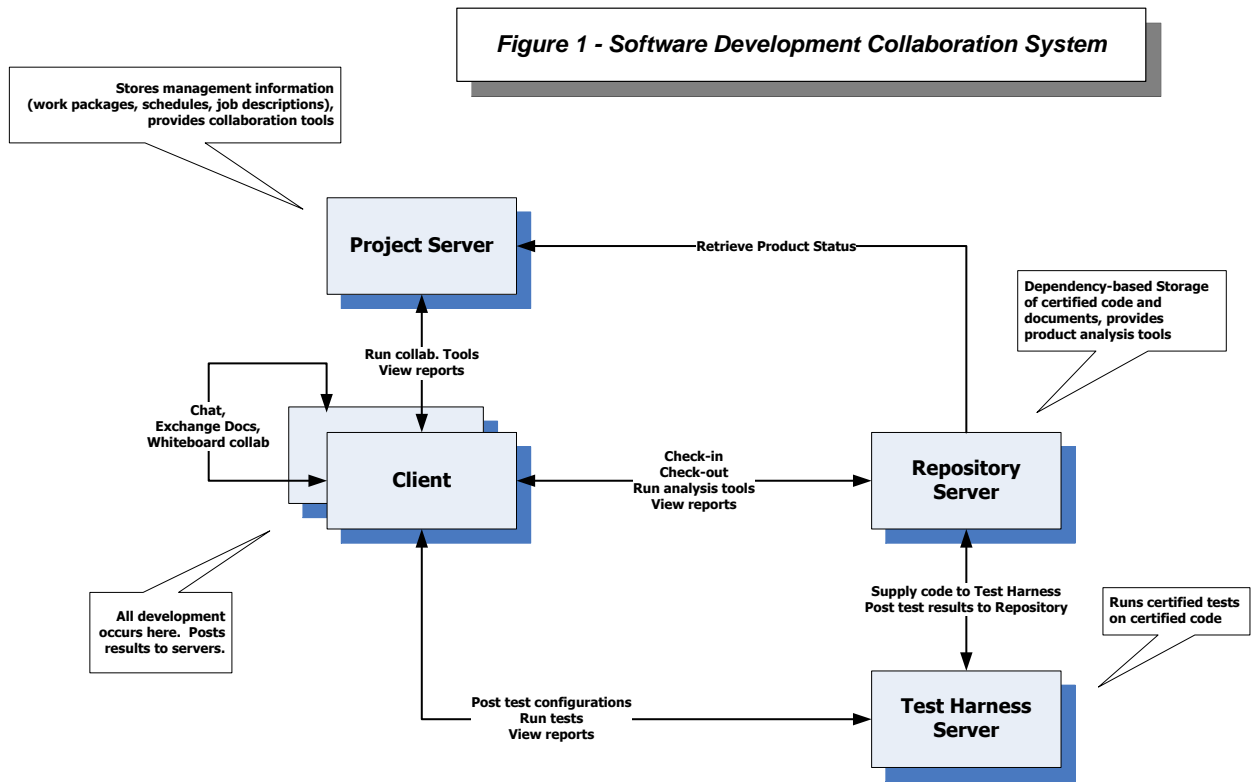 Figure 1 - Software Development Collaboration System
Stores management information
(work packages, schedules, job descriptions),
provides collaboration tools
Project Server
Retrieve Product Status
Dependency-based Storage
of certified code and
documents, provides
product analysis tools
Run collab. Tools
View reports
Chat,
Exchange Docs,
Whiteboard collab
Client
Check-in
Check-out
Run analysis tools
View reports
Repository
Server
All development
occurs here.  Posts
results to servers.
Supply code to Test Harness
Post test results to Repository
Runs certified tests
on certified code
Post test configurations
Run tests
View reports
Test Harness
Server